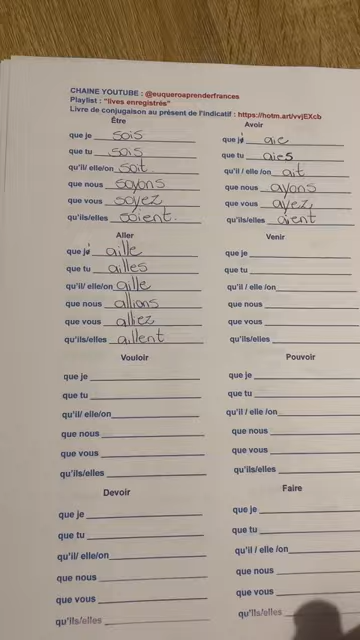 CHAINE YOUTUBE : @euqueroaprenderfrances
Playlist : "lives enregistrés"
Livre de conjugaison au présent de l'indicatif : https://hotm.art/vvjEXcb
Être
que je sois
que tu sois
qu'il/ elle/on soit
que nous soyons
que vous soyez
qu'ils/elles soient.
Avoir
que j' aie
que tu aies
qu'il / elle /on ait
que nous ayons
que vous ayez,
qu'ils/elles aient
Aller
que j' aille
que tu ailles
qu'il/ elle/on aille
que nous allions
que vous alliez
qu'ils/elles aillent
Venir
que je
que tu
qu'il / elle /on
que nous
que vous
qu'ils/elles
Vouloir
que je
que tu
qu'il/ elle/on
que nous
que vous
qu'ils/elles
Pouvoir
que je
que tu
qu'il / elle /on
que nous
que vous
qu'ils/elles
Devoir
que je
que tu
qu'il/ elle/on
que nous
que vous
qu'ils/elles
Faire
que je
que tu
qu'il / elle /on
que nous
que vous
qu'ils/elles